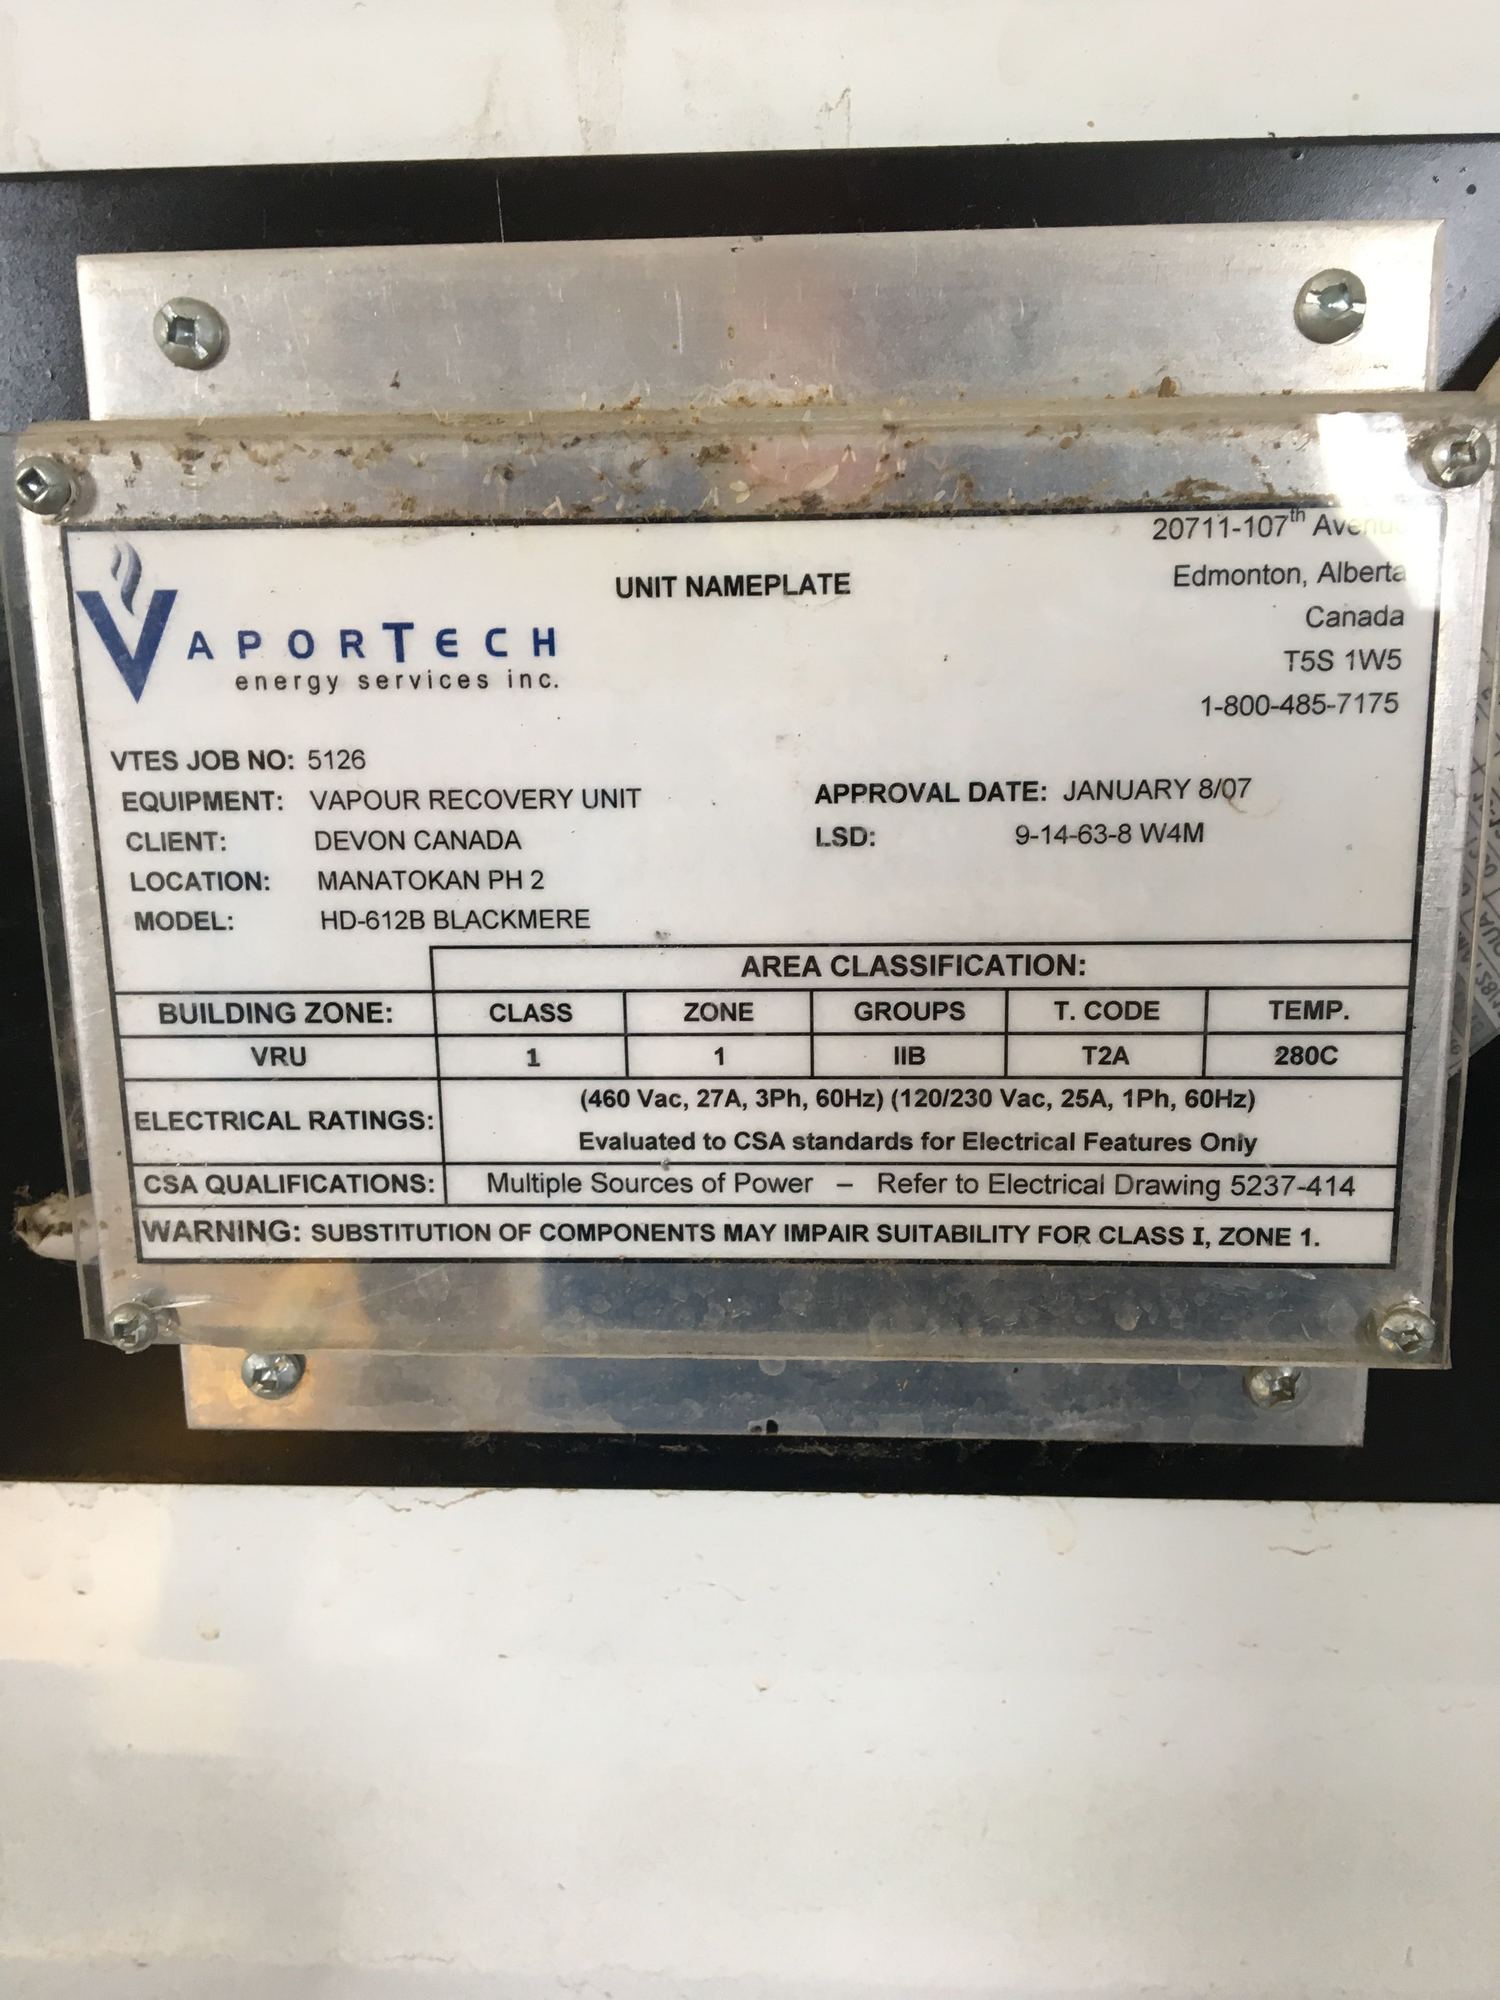 20711-107th Avenue
Edmonton, Alberta
Canada
T5S 1W5
1-800-485-7175
UNIT NAMEPLATE
VAPORTECH
energy services inc.
VTES JOB NO: 5126
EQUIPMENT: VAPOUR RECOVERY UNIT
APPROVAL DATE: JANUARY 8/07
CLIENT: DEVON CANADA
LSD: 9-14-63-8 W4M
LOCATION: MANATOKAN PH 2
MODEL: HD-612B BLACKMERE
AREA CLASSIFICATION:
BUILDING ZONE: CLASS ZONE GROUPS T. CODE TEMP.
VRU 1 1 IIB T2A 280C
ELECTRICAL RATINGS: (460 Vac, 27A, 3Ph, 60Hz) (120/230 Vac, 25A, 1Ph, 60Hz)
Evaluated to CSA standards for Electrical Features Only
CSA QUALIFICATIONS: Multiple Sources of Power – Refer to Electrical Drawing 5237-414
WARNING: SUBSTITUTION OF COMPONENTS MAY IMPAIR SUITABILITY FOR CLASS I, ZONE 1.